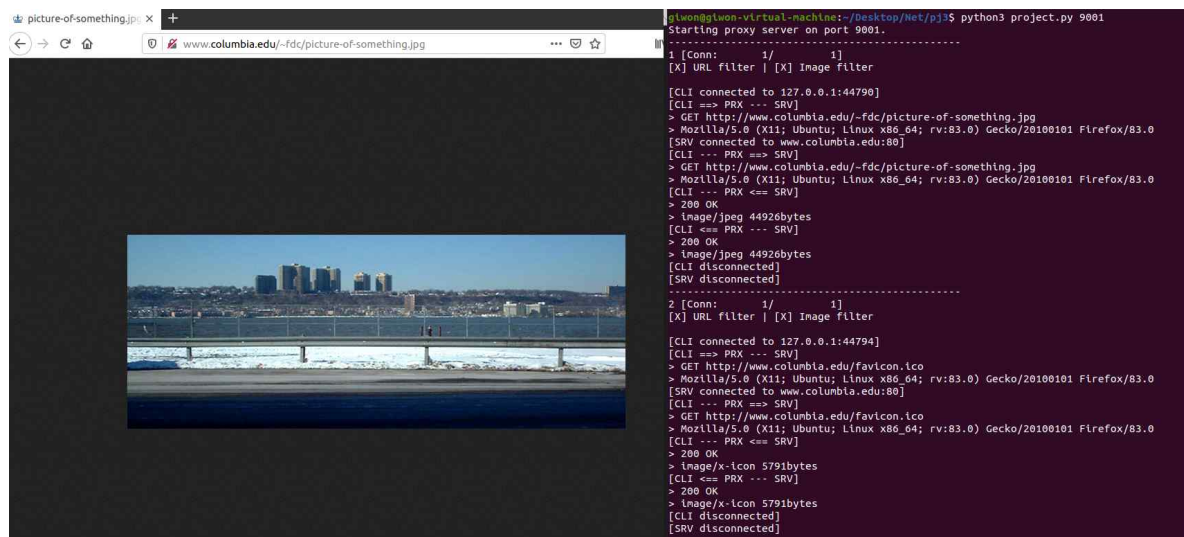 picture-of-something.jpg
www.columbia.edu/~fdc/picture-of-something.jpg
giwon@giwon-virtual-machine:~/Desktop/Net/pj3$ python3 project.py 9001
Starting proxy server on port 9001.
-----------------------------------------------
1 [Conn:       1/          1]
[X] URL filter | [X] Image filter
[CLI connected to 127.0.0.1:44790]
[CLI ==> PRX --- SRV]
> GET http://www.columbia.edu/~fdc/picture-of-something.jpg
> Mozilla/5.0 (X11; Ubuntu; Linux x86_64; rv:83.0) Gecko/20100101 Firefox/83.0
[SRV connected to www.columbia.edu:80]
[CLI --- PRX ==> SRV]
> GET http://www.columbia.edu/~fdc/picture-of-something.jpg
> Mozilla/5.0 (X11; Ubuntu; Linux x86_64; rv:83.0) Gecko/20100101 Firefox/83.0
[CLI --- PRX <== SRV]
> 200 OK
> image/jpeg 44926bytes
[CLI <== PRX --- SRV]
> 200 OK
> image/jpeg 44926bytes
[CLI disconnected]
[SRV disconnected]
-----------------------------------------------
2 [Conn:       1/          1]
[X] URL filter | [X] Image filter
[CLI connected to 127.0.0.1:44794]
[CLI ==> PRX --- SRV]
> GET http://www.columbia.edu/favicon.ico
> Mozilla/5.0 (X11; Ubuntu; Linux x86_64; rv:83.0) Gecko/20100101 Firefox/83.0
[SRV connected to www.columbia.edu:80]
[CLI --- PRX ==> SRV]
> GET http://www.columbia.edu/favicon.ico
> Mozilla/5.0 (X11; Ubuntu; Linux x86_64; rv:83.0) Gecko/20100101 Firefox/83.0
[CLI --- PRX <== SRV]
> 200 OK
> image/x-icon 5791bytes
[CLI <== PRX --- SRV]
> 200 OK
> image/x-icon 5791bytes
[CLI disconnected]
[SRV disconnected]